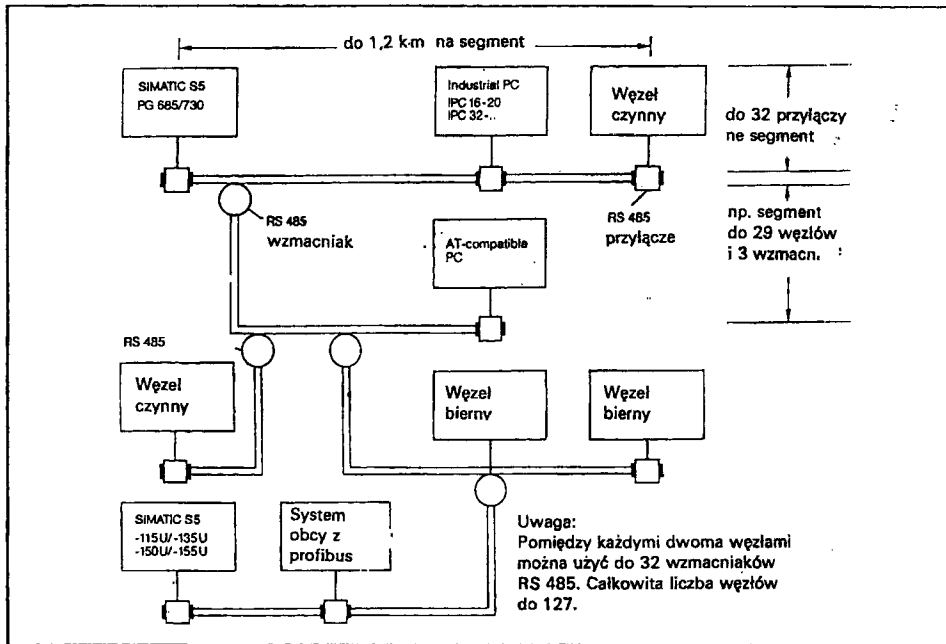 do 1,2 k·m na segment
SIMATIC S5
PG 685/730
Industrial PC
IPC 16-20
IPC 32-..
Węzeł
czynny
do 32 przyłączy
ne segment
RS 485
wzmacniak
RS 485
przyłącze
np. segment
do 29 węzłów
i 3 wzmacn.
AT-compatible
PC
RS 485
Węzeł
czynny
Węzeł
bierny
Węzeł
bierny
SIMATIC S5
-115U/-135U
-150U/-155U
System
obcy z
profibus
Uwaga:
Pomiędzy każdymi dwoma węzłami
można użyć do 32 wzmacniaków
RS 485. Całkowita liczba węzłów
do 127.